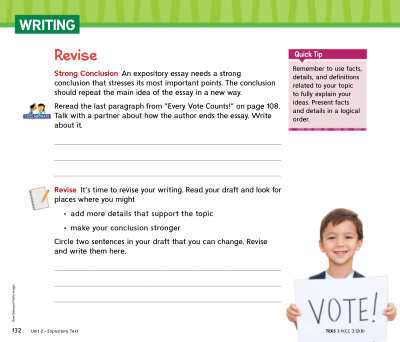 WRITING
Revise
Strong Conclusion An expository essay needs a strong
conclusion that stresses its most important points. The conclusion
should repeat the main idea of the essay in a new way.
COLLABORATE
Reread the last paragraph from "Every Vote Counts!" on page 108.
Talk with a partner about how the author ends the essay. Write
about it.
Revise It's time to revise your writing. Read your draft and look for
places where you might
• add more details that support the topic
• make your conclusion stronger
Circle two sentences in your draft that you can change. Revise
and write them here.
Quick Tip
Remember to use facts,
details, and definitions
related to your topic
to fully explain your
ideas. Present facts
and details in a logical
order.
VOTE!
132 Unit 2 • Expository Text